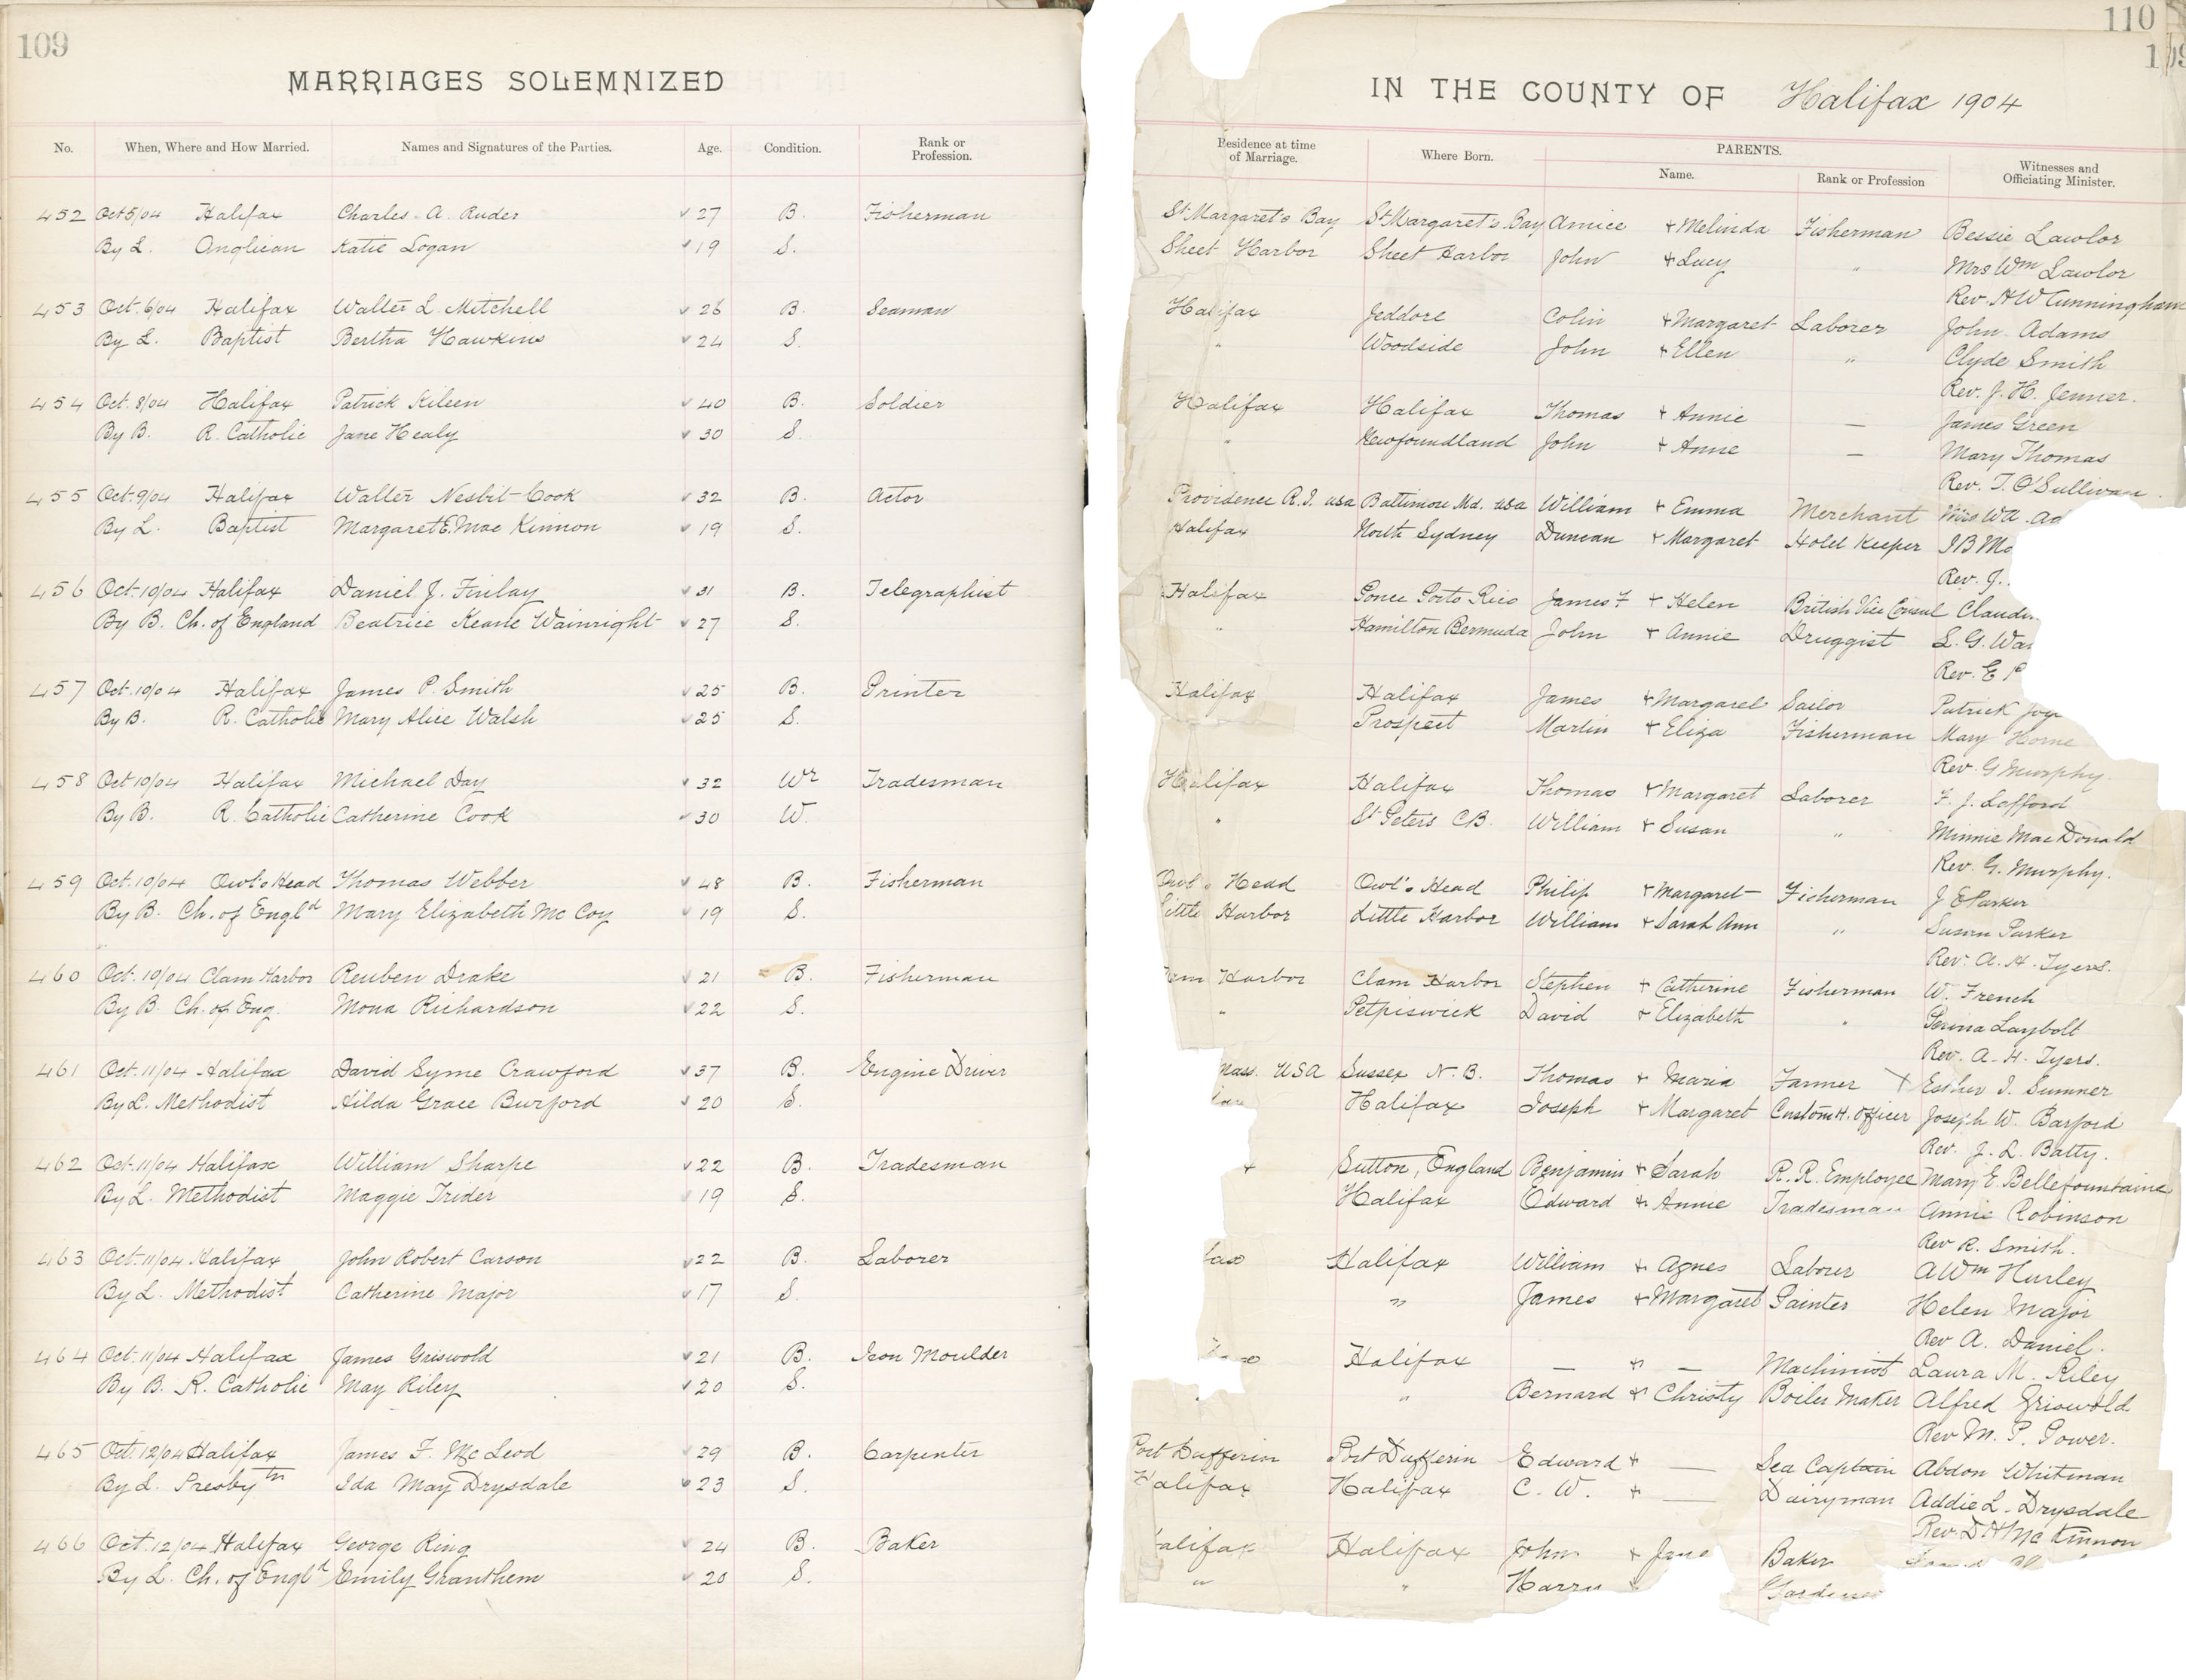 109
MARRIAGES SOLEMNIZED
No. When, Where and How Married. Names and Signatures of the Parties. Age. Condition. Rank or Profession.
452 Oct 5/04 Halifax Charles A. Ruder 27 B. Fisherman
By L. Anglican Katie Logan 19 S.
453 Oct. 6/04 Halifax Walter L. Mitchell 26 B. Seaman
By L. Baptist Bertha Hawkins 24 S.
454 Oct. 8/04 Halifax Patrick Kileen 40 B. Soldier
By B. R. Catholic Jane Healy 30 S.
455 Oct. 9/04 Halifax Walter Nesbit-Cook 32 B. Actor
By L. Baptist Margaret E. Mac Kinnon 19 S.
456 Oct. 10/04 Halifax Daniel J. Finlay 31 B. Telegraphist
By B. Ch. of England Beatrice Wainright 27 S.
457 Oct. 10/04 Halifax James P. Smith 25 B. Printer
By B. R. Catholic Mary Alice Walsh 25 S.
458 Oct 10/04 Halifax Michael Day 32 Wr Tradesman
By B. R. Catholic Catherine Cook 30 W.
459 Oct. 10/04 Owl's Head Thomas Webber 48 B. Fisherman
By B. Ch. of Engld Mary Elizabeth Mc Coy 19 S.
460 Oct. 10/04 Clam Harbor Reuben Drake 21 B. Fisherman
By B. Ch. of Eng. Mona Richardson 22 S.
461 Oct. 11/04 Halifax David Syme Crawford 37 B. Engine Driver
By L. Methodist Hilda Grace Burford 20 S.
462 Oct. 11/04 Halifax William Sharpe 22 B. Tradesman
By L. Methodist Maggie Trider 19 S.
463 Oct. 11/04 Halifax John Robert Carson 22 B. Laborer
By L. Methodist Catherine Major 17 S.
464 Oct. 11/04 Halifax James Griswold 21 B. Iron Moulder
By B. R. Catholic May Riley 20 S.
465 Oct. 12/04 Halifax James F. McLeod 29 B. Carpenter
By L. Presbytn Ida May Drysdale 23 S.
466 Oct. 12/04 Halifax George Ring 24 B. Baker
By L. Ch. of Engld Emily Granthem 20 S.
110
109
IN THE COUNTY OF Halifax 1904
Residence at time of Marriage. Where Born. PARENTS. Name. Rank or Profession Witnesses and Officiating Minister.
St Margaret's Bay St Margaret's Bay Amice + Melinda Fisherman Bessie Lawlor
Sheet Harbor Sheet Harbor John + Lucy " Mrs Wm Lawlor
Rev. H W Cunningham
Halifax Jeddore Colin + Margaret Laborer John Adams
" Woodside John + Ellen " Clyde Smith
Rev. J. H. Jenner.
Halifax Halifax Thomas + Annie — James Green
" Newfoundland John + Anne — Mary Thomas
Rev. T. O'Sullivan.
Providence R.I. USA Baltimore Md. USA William + Emma Merchant
Halifax North Sydney Duncan + Margaret Hotel Keeper
Rev. J.
Halifax Ponce Porto Rico James F. + Helen British Vice Consul
" Hamilton Bermuda John + Annie Druggist L. G.
Rev. E
Halifax Halifax James + Margaret Sailor Patrick
Prospect Martin + Eliza Fisherman Mary Horne
Rev. G Murphy.
Halifax Halifax Thomas + Margaret Laborer F. J. Lafford
" St Peters C.B. William + Susan " Minnie MacDonald
Rev. G. Murphy.
Owl's Head Owl's Head Philip + Margaret Fisherman J E Parker
Little Harbor Little Harbor William + Sarah Ann " Susan Parker
Rev. A. H. Tyers.
Harbor Clam Harbor Stephen + Catherine Fisherman W. French
" Petpiswick David + Elizabeth " Serina Laybolt
Rev. A. H. Tyers.
Mass. USA Sussex N. B. Thomas + Maria Farmer X Esther I. Sumner
Halifax Joseph + Margaret Custom H. Officer Joseph W. Barford
Rev. J. L. Batty.
Sutton, England Benjamin + Sarah R. R. Employee Mary E. Bellefountaine
Halifax Edward + Annie Tradesman Annie Robinson
Rev R. Smith.
Halifax William + Agnes Laborer A Wm Hurley
" James + Margaret Painter Helen Major
Rev A. Daniel.
Halifax — + — Machinist Laura M. Riley
" Bernard + Christy Boiler Maker Alfred Griswold
Rev M. P. Power.
Port Dufferin Port Dufferin Edward + — Sea Captain Abdon Whitman
Halifax Halifax C. W. + — Dairyman Addie L. Drysdale
Rev. D H McKinnon
Halifax Halifax John + Jane Baker
" " + Gardener